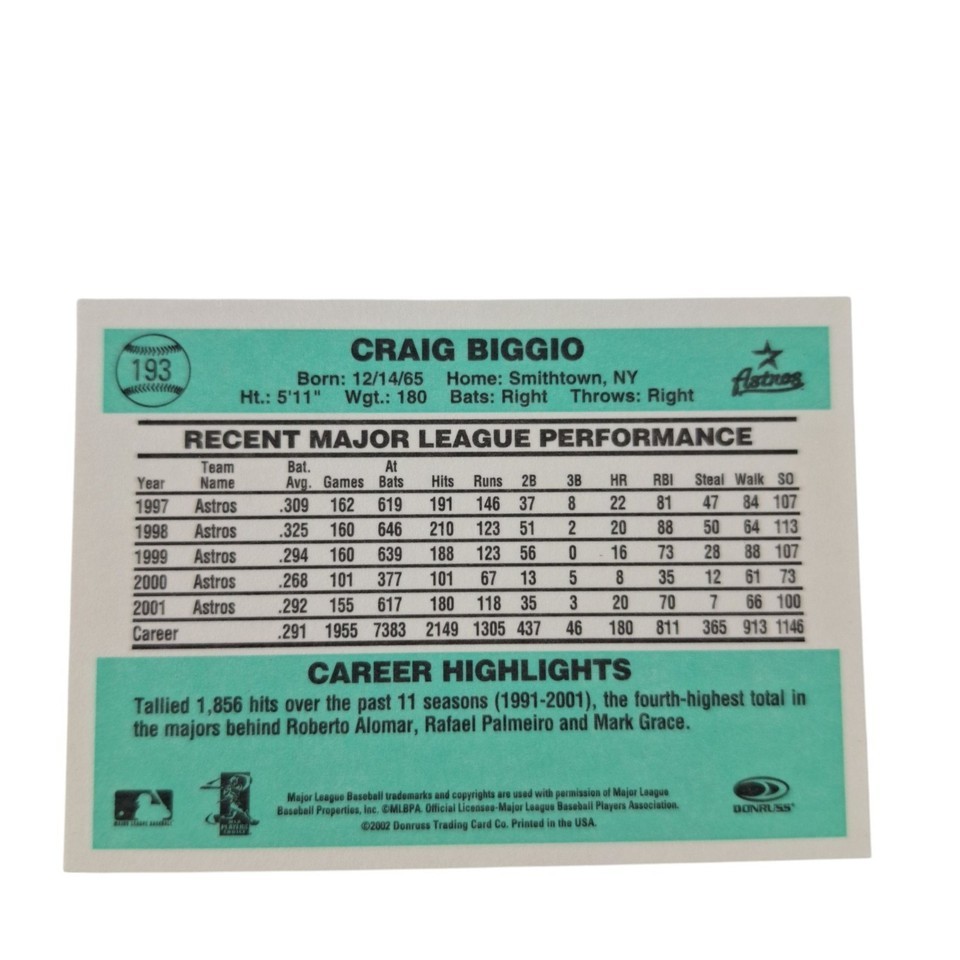 193
CRAIG BIGGIO
Born: 12/14/65 Home: Smithtown, NY
Ht.: 5'11" Wgt.: 180 Bats: Right Throws: Right
Astros
RECENT MAJOR LEAGUE PERFORMANCE
Year Team Name Bat. Avg. Games At Bats Hits Runs 2B 3B HR RBI Steal Walk SO
1997 Astros .309 162 619 191 146 37 8 22 81 47 84 107
1998 Astros .325 160 646 210 123 51 2 20 88 50 64 113
1999 Astros .294 160 639 188 123 56 0 16 73 28 88 107
2000 Astros .268 101 377 101 67 13 5 8 35 12 61 73
2001 Astros .292 155 617 180 118 35 3 20 70 7 66 100
Career .291 1955 7383 2149 1305 437 46 180 811 365 913 1146
CAREER HIGHLIGHTS
Tallied 1,856 hits over the past 11 seasons (1991-2001), the fourth-highest total in
the majors behind Roberto Alomar, Rafael Palmeiro and Mark Grace.
Major League Baseball trademarks and copyrights are used with permission of Major League
Baseball Properties, Inc. ©MLBPA. Official Licensee-Major League Baseball Players Association.
©2002 Donruss Trading Card Co. Printed in the USA.
MAJOR LEAGUE BASEBALL
PLAYERS
DONRUSS